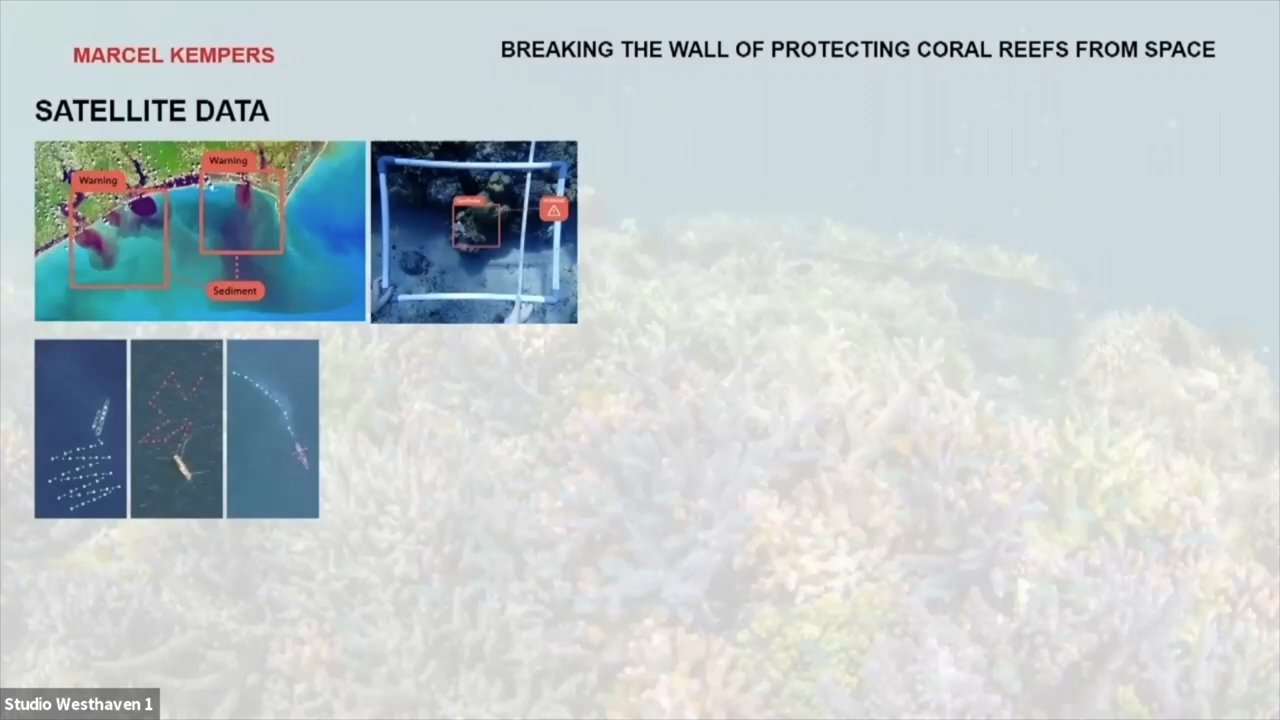 MARCEL KEMPERS
BREAKING THE WALL OF PROTECTING CORAL REEFS FROM SPACE
SATELLITE DATA
Warning
Warning
Sediment
Studio Westhaven 1